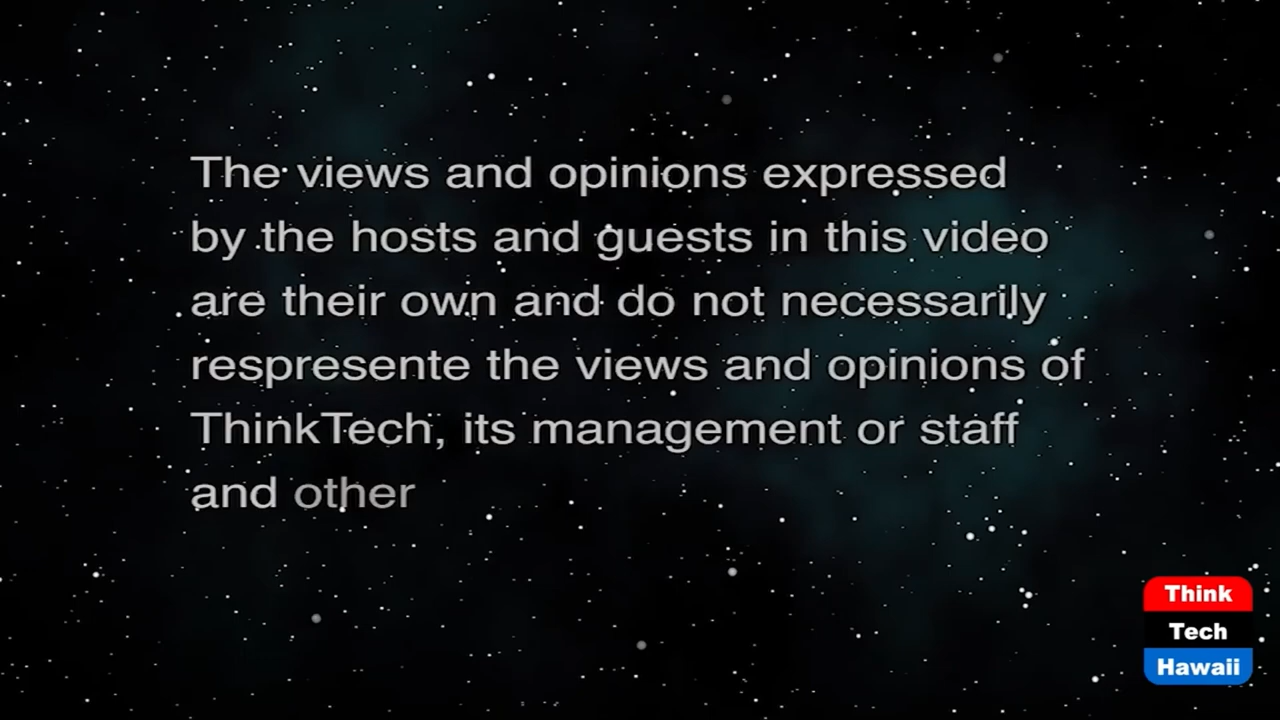 The views and opinions expressed
by the hosts and guests in this video
are their own and do not necessarily
respresente the views and opinions of
ThinkTech, its management or staff
and other
Think
Tech
Hawaii